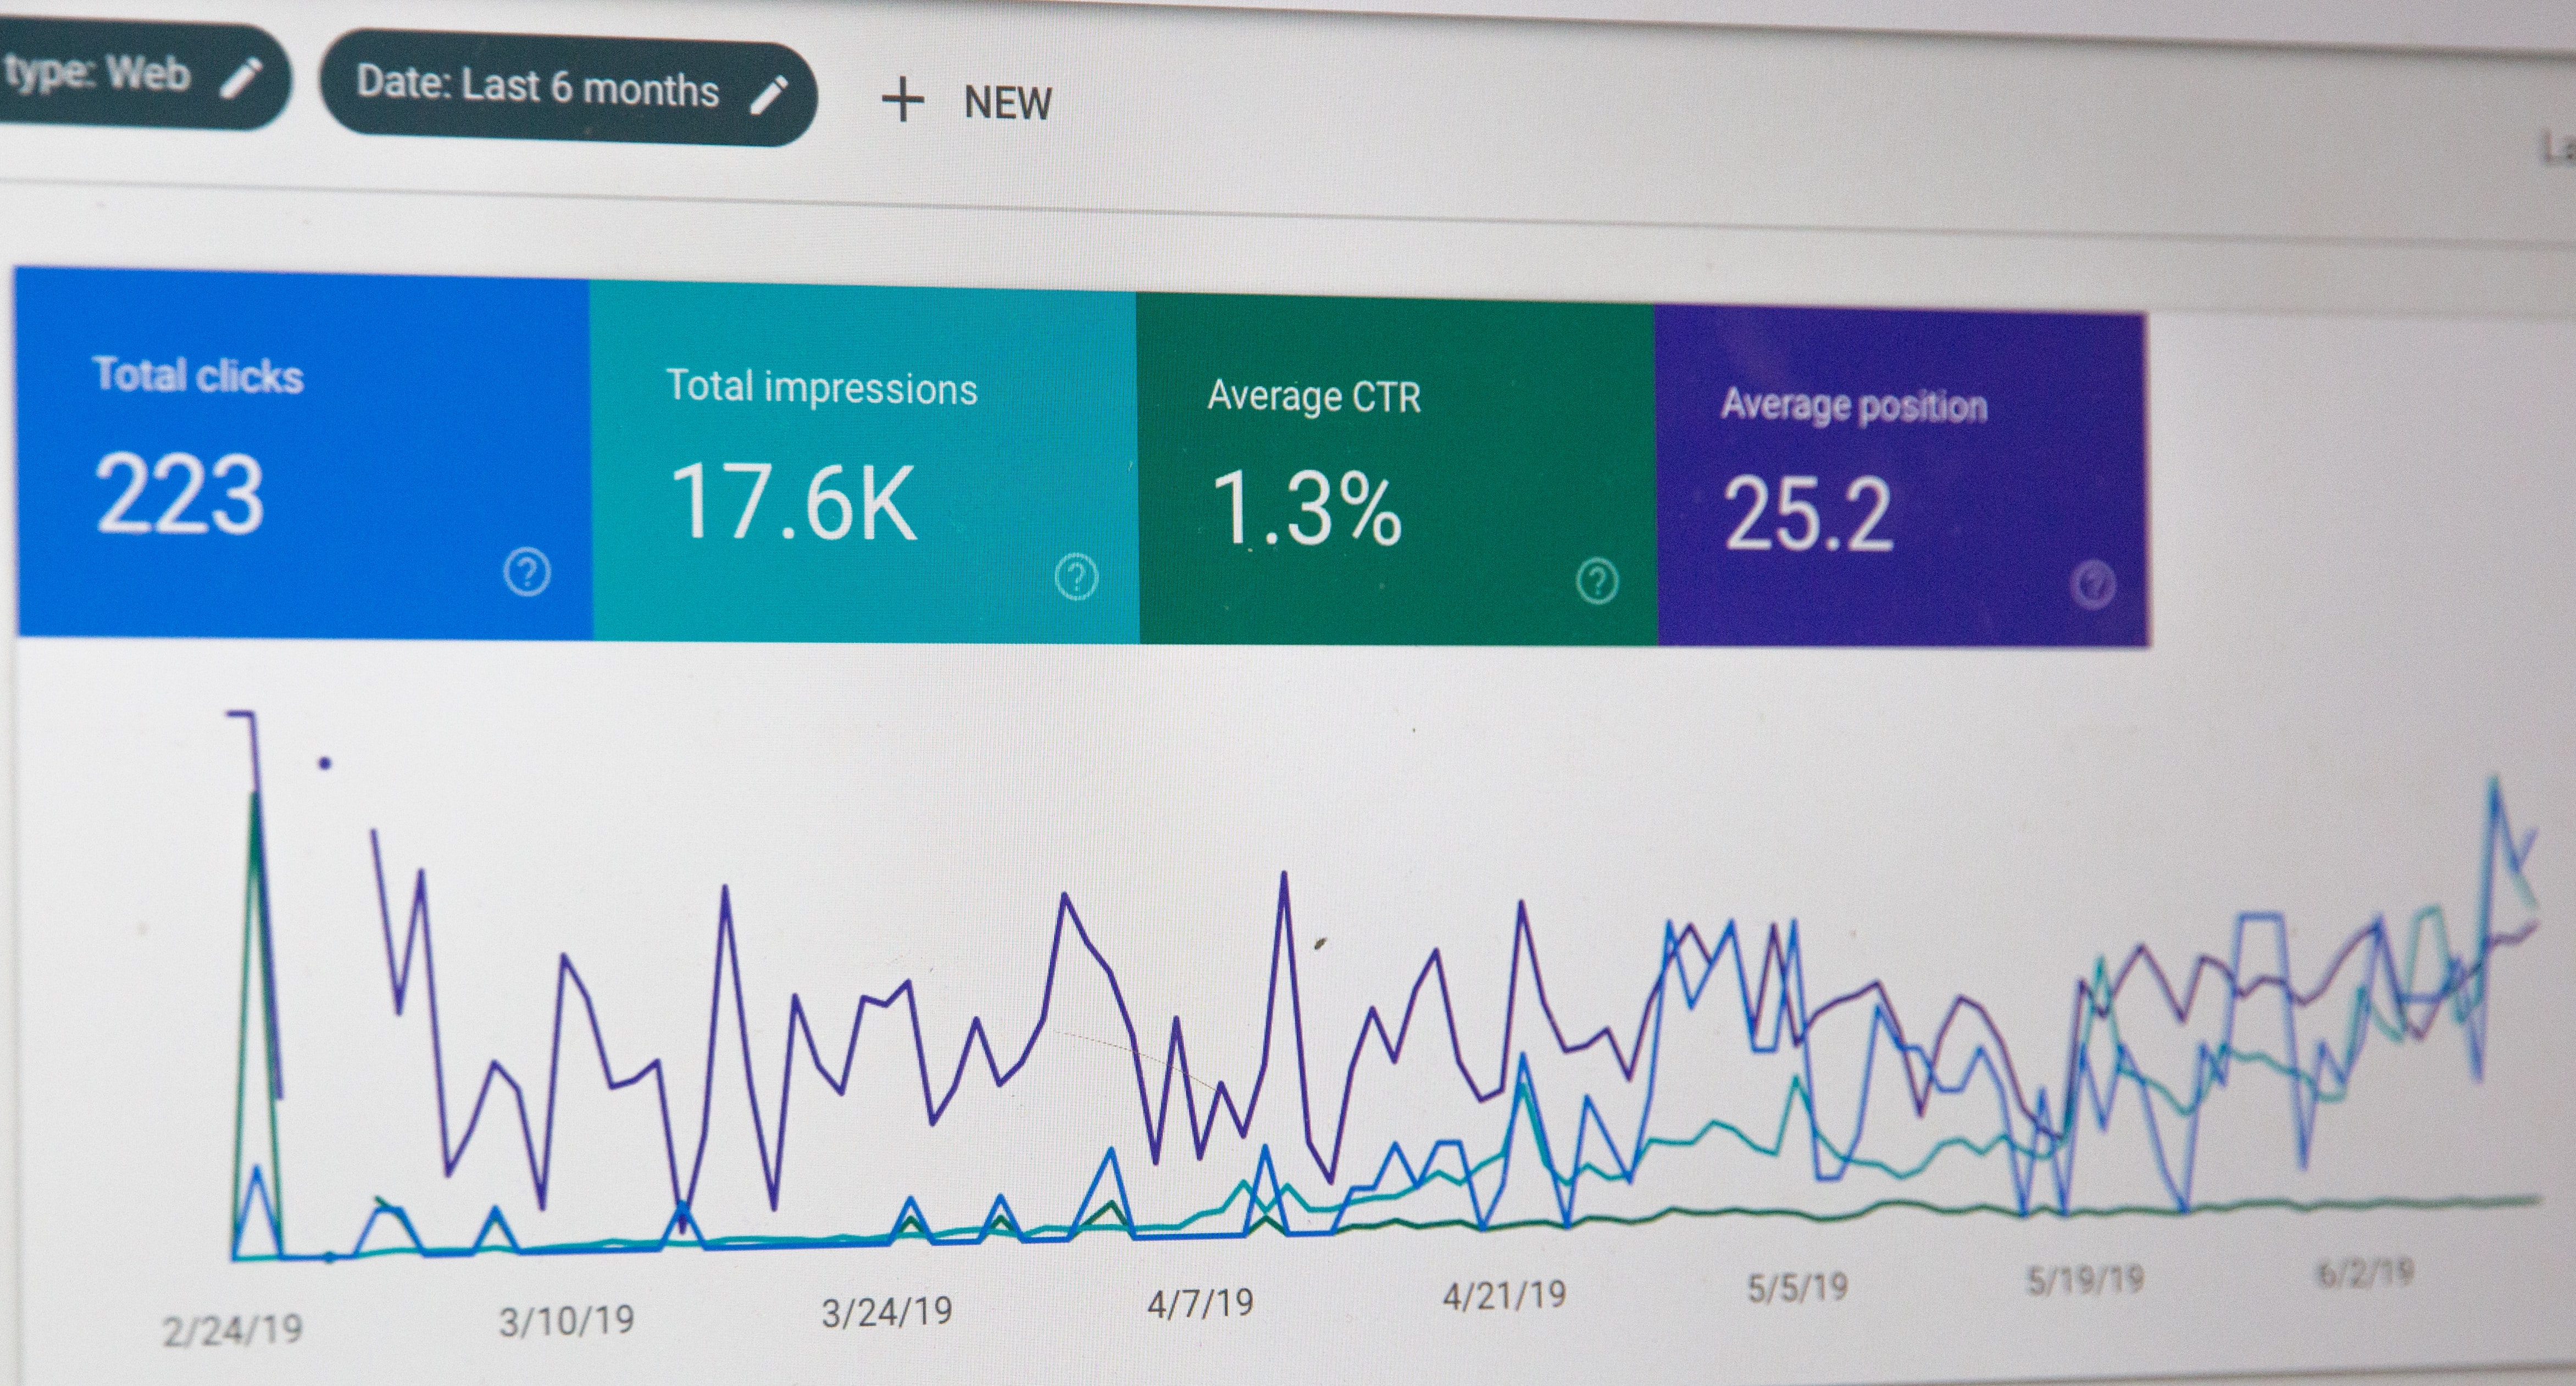 type: Web
Date: Last 6 months
+ NEW
Total clicks
223
Total impressions
17.6K
Average CTR
1.3%
Average position
25.2
2/24/19
3/10/19
3/24/19
4/7/19
4/21/19
5/5/19
5/19/19
6/2/19